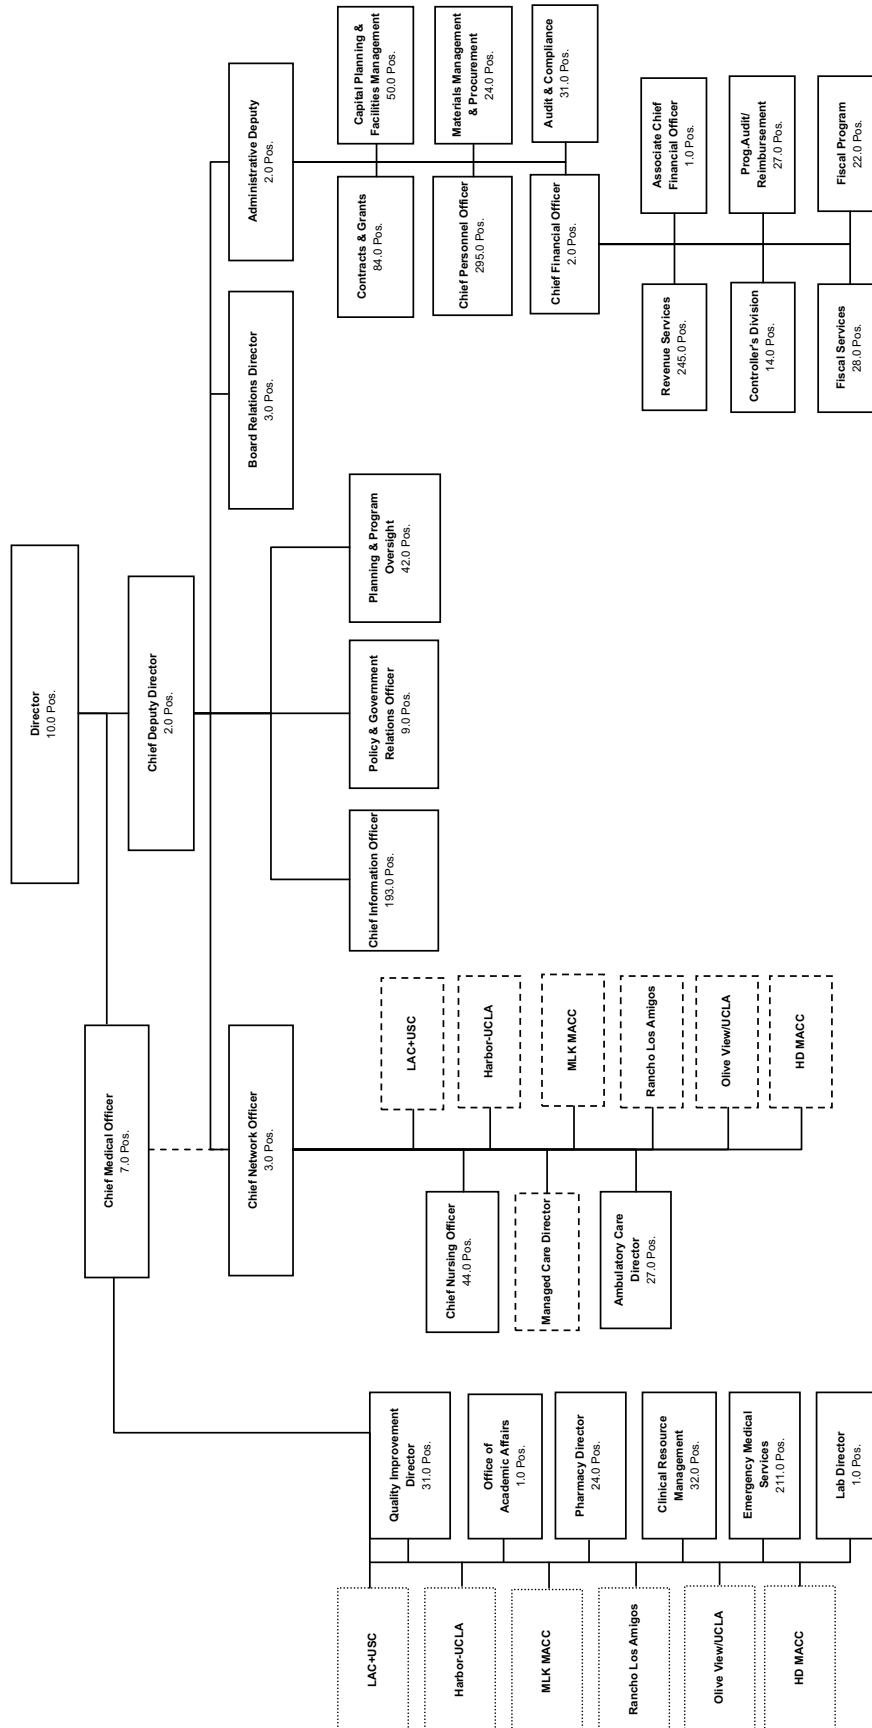 Director
10.0 Pos.
Chief Medical Officer
7.0 Pos.
Chief Deputy Director
2.0 Pos.
Chief Network Officer
3.0 Pos.
Board Relations Director
3.0 Pos.
Administrative Deputy
2.0 Pos.
LAC+USC
Harbor-UCLA
MLK MACC
Rancho Los Amigos
Olive View/UCLA
HD MACC
Quality Improvement
Director
31.0 Pos.
Office of
Academic Affairs
1.0 Pos.
Pharmacy Director
24.0 Pos.
Clinical Resource
Management
32.0 Pos.
Emergency Medical
Services
211.0 Pos.
Lab Director
1.0 Pos.
Chief Nursing Officer
44.0 Pos.
Managed Care Director
Ambulatory Care
Director
27.0 Pos.
LAC+USC
Harbor-UCLA
MLK MACC
Rancho Los Amigos
Olive View/UCLA
HD MACC
Chief Information Officer
193.0 Pos.
Policy & Government
Relations Officer
9.0 Pos.
Planning & Program
Oversight
42.0 Pos.
Contracts & Grants
84.0 Pos.
Capital Planning &
Facilities Management
50.0 Pos.
Chief Personnel Officer
295.0 Pos.
Materials Management
& Procurement
24.0 Pos.
Chief Financial Officer
2.0 Pos.
Audit & Compliance
31.0 Pos.
Revenue Services
245.0 Pos.
Associate Chief
Financial Officer
1.0 Pos.
Controller's Division
14.0 Pos.
Prog.Audit/
Reimbursement
27.0 Pos.
Fiscal Services
28.0 Pos.
Fiscal Program
22.0 Pos.